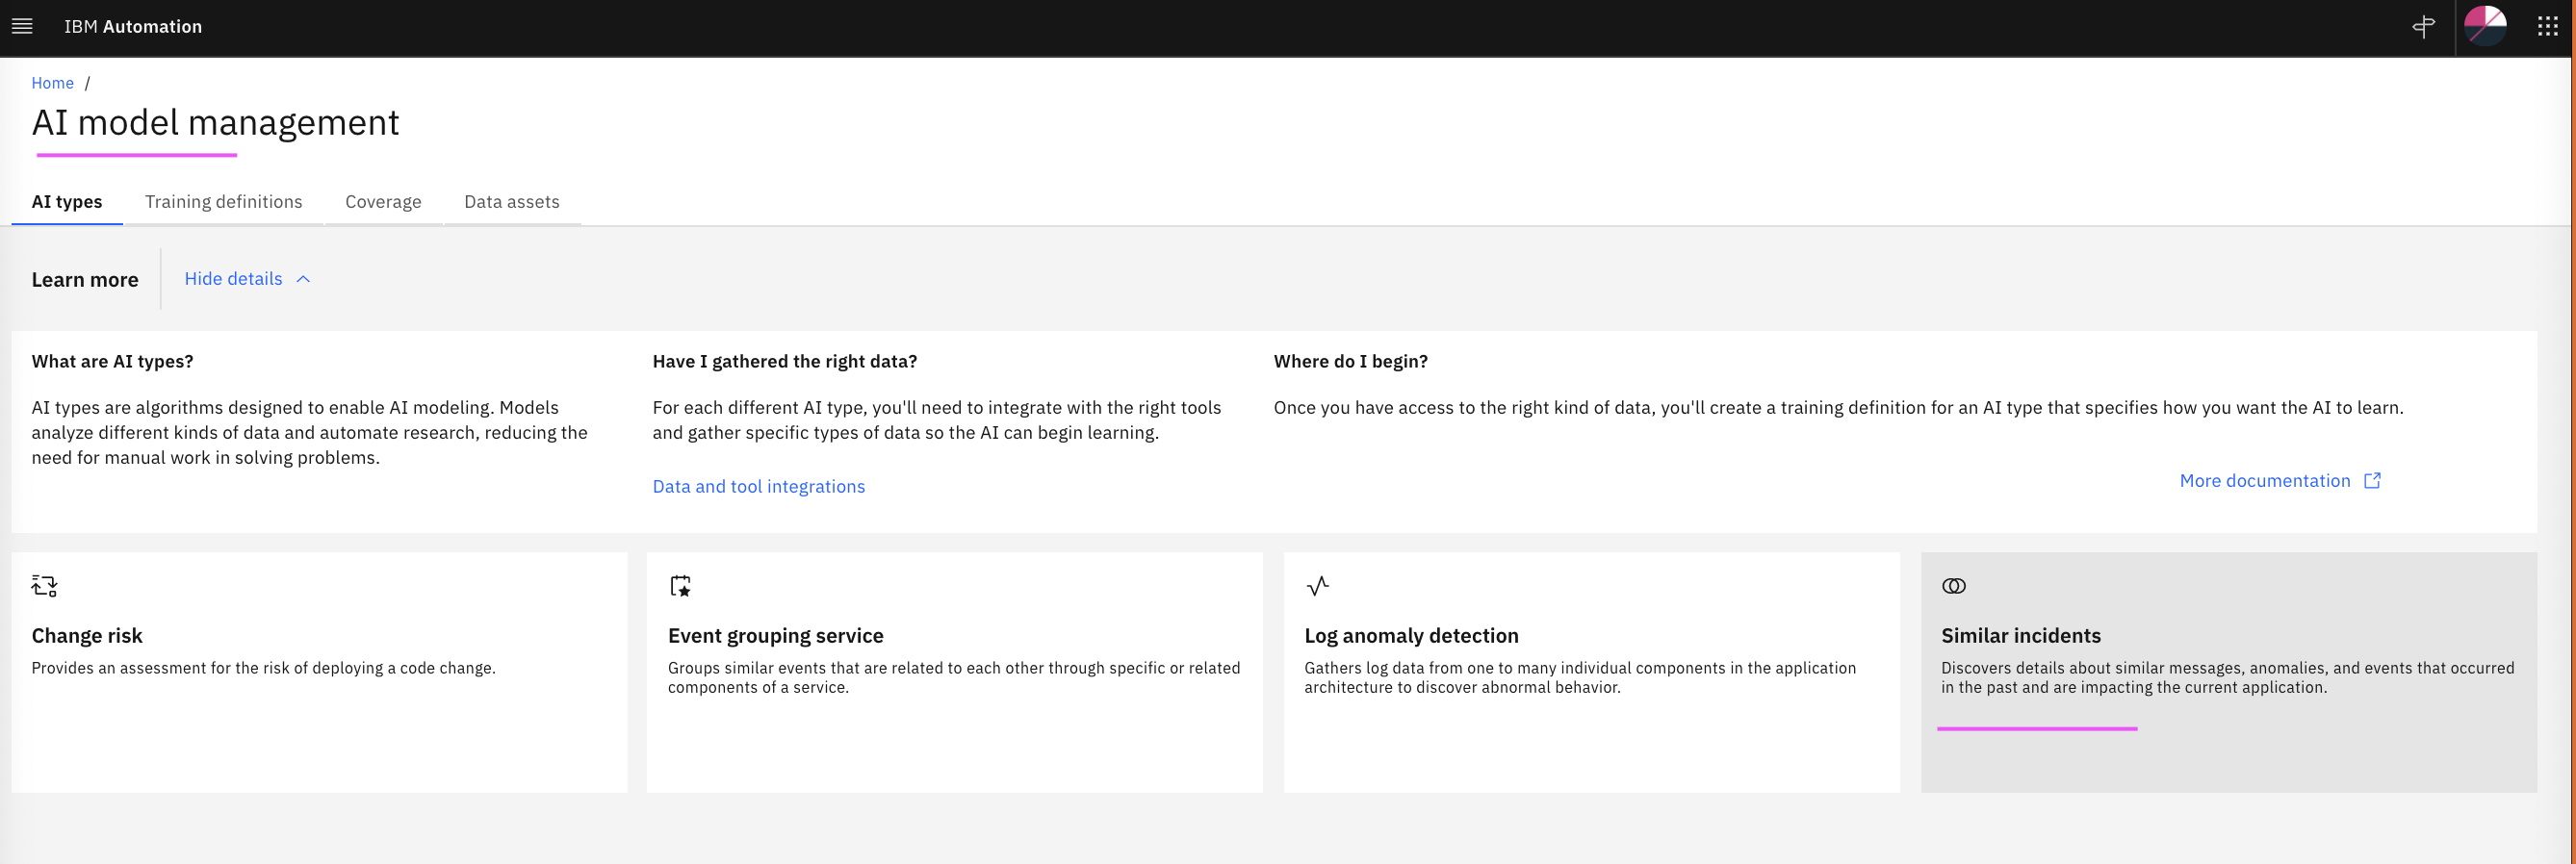 IBM Automation
Home /
AI model management
AI types
Training definitions
Coverage
Data assets
Learn more
Hide details
What are AI types?
AI types are algorithms designed to enable AI modeling. Models
analyze different kinds of data and automate research, reducing the
need for manual work in solving problems.
Have I gathered the right data?
For each different AI type, you'll need to integrate with the right tools
and gather specific types of data so the AI can begin learning.
Data and tool integrations
Where do I begin?
Once you have access to the right kind of data, you'll create a training definition for an AI type that specifies how you want the AI to learn.
More documentation
Change risk
Provides an assessment for the risk of deploying a code change.
Event grouping service
Groups similar events that are related to each other through specific or related
components of a service.
Log anomaly detection
Gathers log data from one to many individual components in the application
architecture to discover abnormal behavior.
Similar incidents
Discovers details about similar messages, anomalies, and events that occurred
in the past and are impacting the current application.